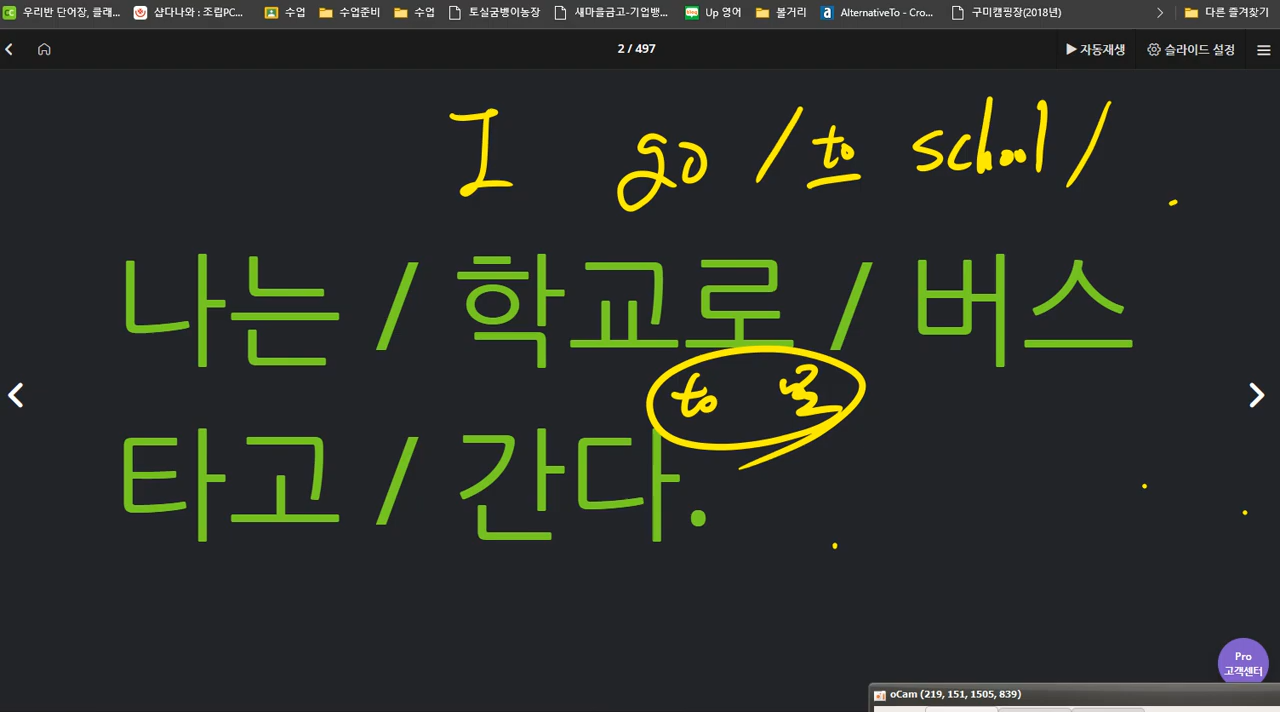 우리반 단어장, 클래... 샵다나와 : 조립PC... 수업 수업준비 수업 토실굼벵이농장 새마을금고-기업뱅... Up 영어 볼거리 AlternativeTo - Cro... 구미캠핑장(2018년) 다른 즐겨찾기
2 / 497 자동재생 슬라이드 설정
I go / to school /
나는 / 학교로 / 버스
to 로
타고 / 간다.
Pro
고객센터
oCam (219, 151, 1505, 839)